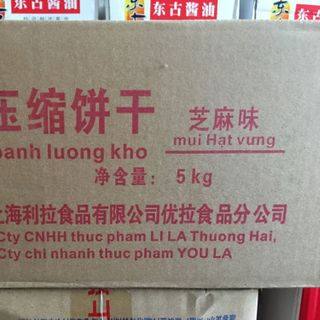 东古酱油
东古酱油
压缩饼干
芝麻味
banh luong kho
mui Hat vung
净含量: 5 kg
上海利拉食品有限公司优拉食品分公司
Cty CNHH thuc pham LI LA Thuong Hai,
Cty chi nhanh thuc pham YOU LA